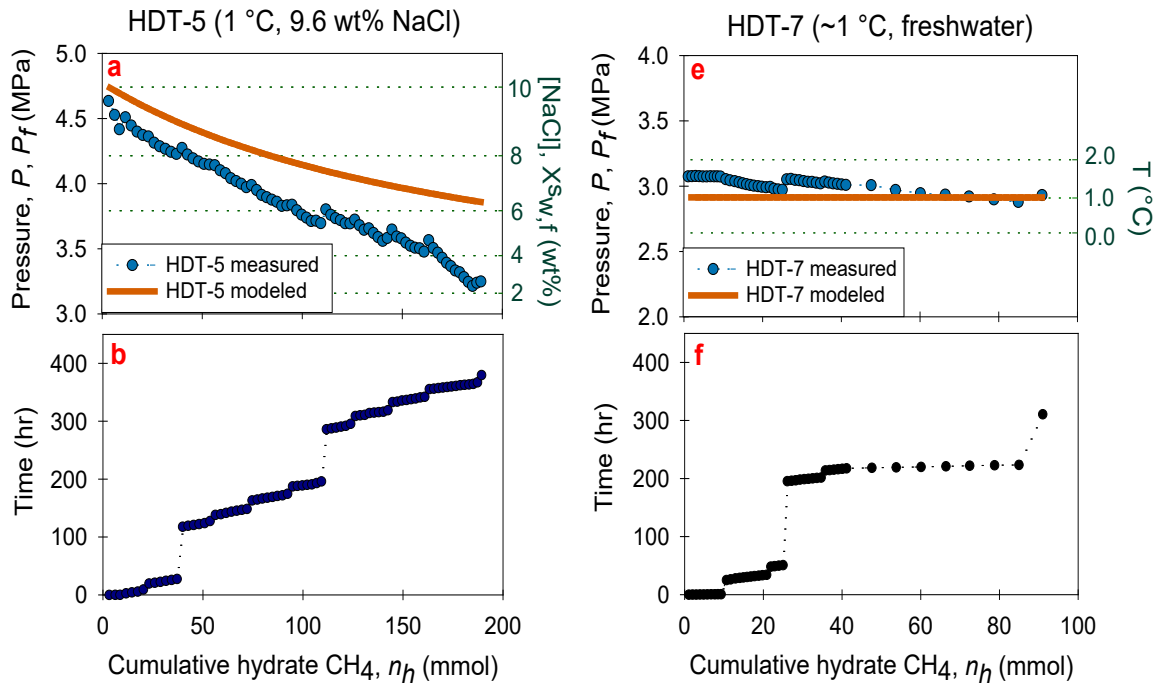 HDT-5 (1 °C, 9.6 wt% NaCl)
a
Pressure, P, Pf (MPa)
5.0
4.5
4.0
3.5
3.0
10
8
6
4
2
[NaCl], Xsw,f (wt%)
HDT-5 measured
HDT-5 modeled
b
Time (hr)
400
300
200
100
0
0
50
100
150
200
Cumulative hydrate CH4, nh (mmol)
HDT-7 (~1 °C, freshwater)
e
Pressure, P, Pf (MPa)
4.0
3.5
3.0
2.5
2.0
2.0
1.0
0.0
T (°C)
HDT-7 measured
HDT-7 modeled
f
Time (hr)
400
300
200
100
0
0
20
40
60
80
100
Cumulative hydrate CH4, nh (mmol)